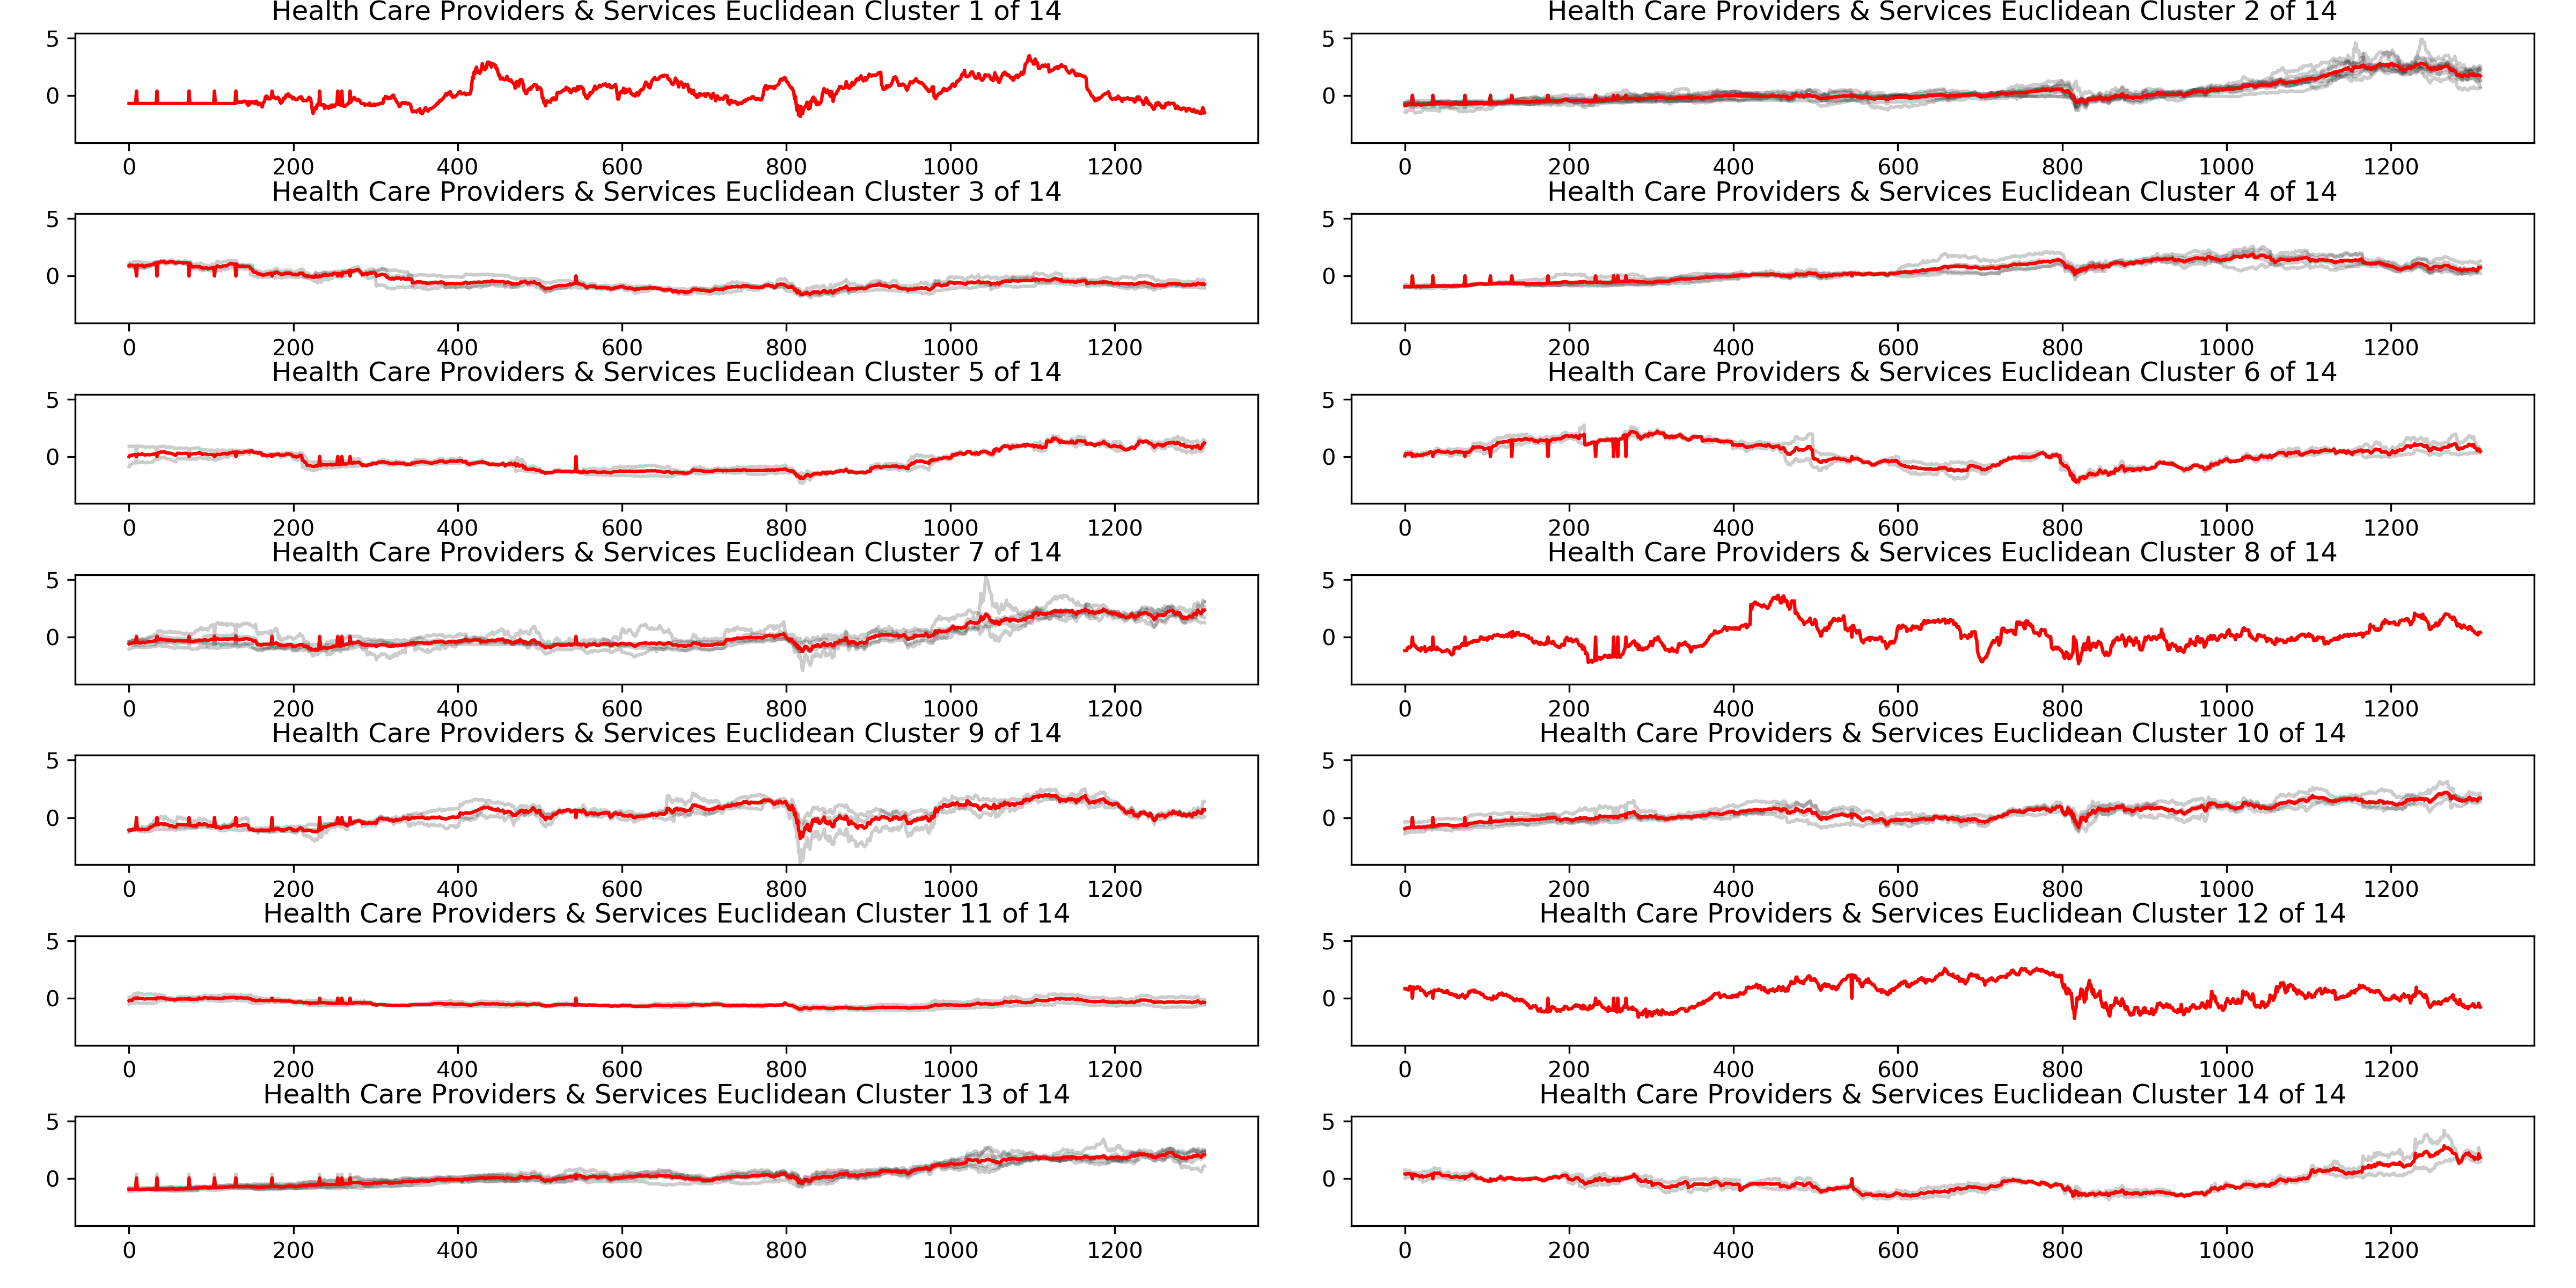 Health Care Providers & Services Euclidean Cluster 1 of 14
5
0
0 200 400 600 800 1000 1200
Health Care Providers & Services Euclidean Cluster 2 of 14
5
0
0 200 400 600 800 1000 1200
Health Care Providers & Services Euclidean Cluster 3 of 14
5
0
0 200 400 600 800 1000 1200
Health Care Providers & Services Euclidean Cluster 4 of 14
5
0
0 200 400 600 800 1000 1200
Health Care Providers & Services Euclidean Cluster 5 of 14
5
0
0 200 400 600 800 1000 1200
Health Care Providers & Services Euclidean Cluster 6 of 14
5
0
0 200 400 600 800 1000 1200
Health Care Providers & Services Euclidean Cluster 7 of 14
5
0
0 200 400 600 800 1000 1200
Health Care Providers & Services Euclidean Cluster 8 of 14
5
0
0 200 400 600 800 1000 1200
Health Care Providers & Services Euclidean Cluster 9 of 14
5
0
0 200 400 600 800 1000 1200
Health Care Providers & Services Euclidean Cluster 10 of 14
5
0
0 200 400 600 800 1000 1200
Health Care Providers & Services Euclidean Cluster 11 of 14
5
0
0 200 400 600 800 1000 1200
Health Care Providers & Services Euclidean Cluster 12 of 14
5
0
0 200 400 600 800 1000 1200
Health Care Providers & Services Euclidean Cluster 13 of 14
5
0
0 200 400 600 800 1000 1200
Health Care Providers & Services Euclidean Cluster 14 of 14
5
0
0 200 400 600 800 1000 1200